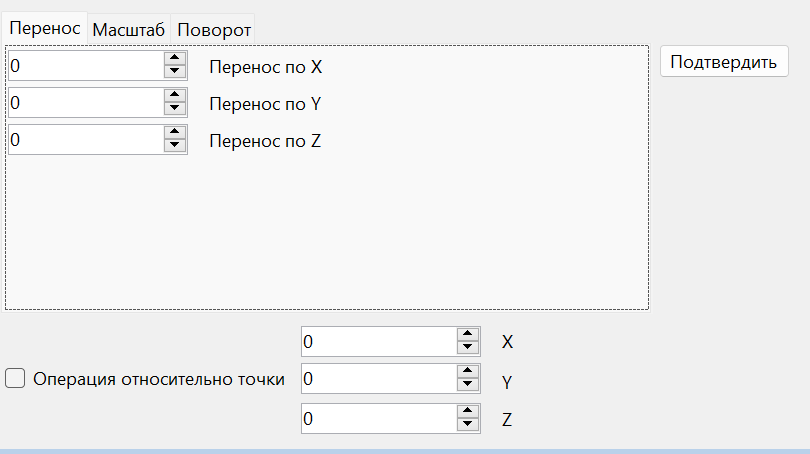 Перенос Масштаб Поворот
0 Перенос по X Подтвердить
0 Перенос по Y
0 Перенос по Z
0 X
Операция относительно точки 0 Y
0 Z